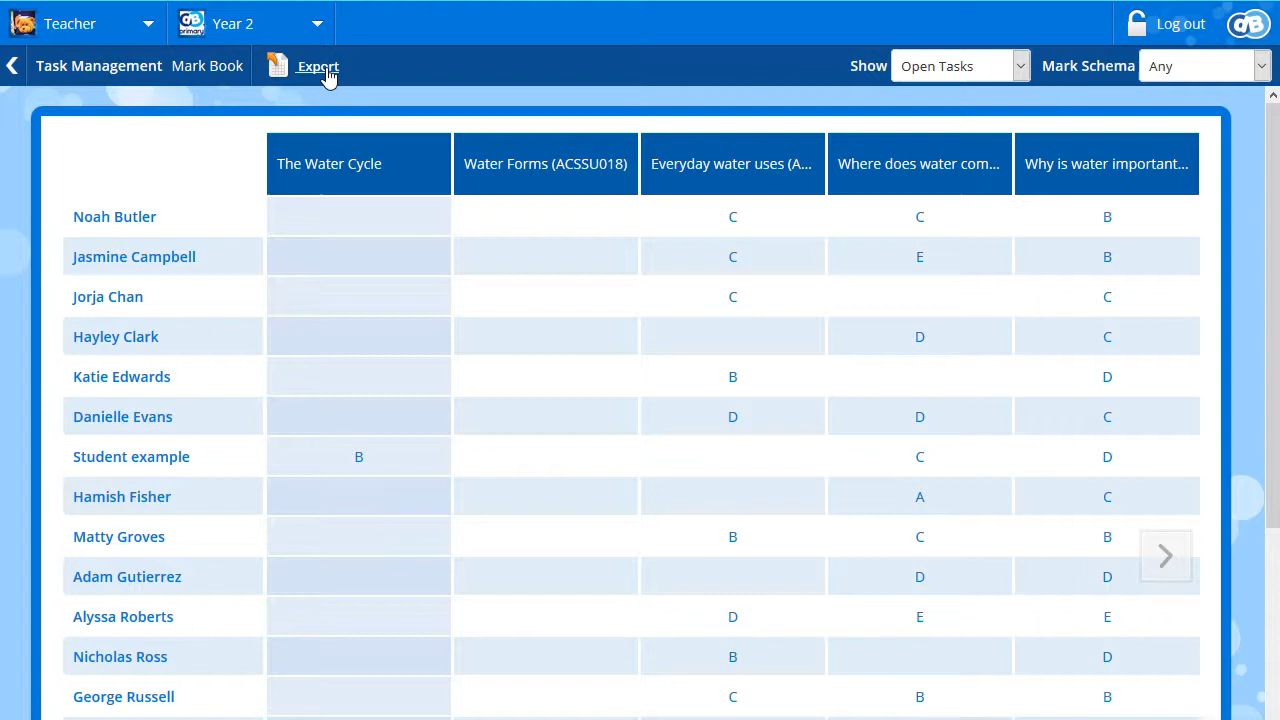 Teacher
dB primary
Year 2
Log out
dB
Task Management Mark Book Export Show Open Tasks Mark Schema Any
The Water Cycle Water Forms (ACSSU018) Everyday water uses (A... Where does water com... Why is water important...
Noah Butler C C B
Jasmine Campbell C E B
Jorja Chan C C
Hayley Clark D C
Katie Edwards B D
Danielle Evans D D C
Student example B C D
Hamish Fisher A C
Matty Groves B C B
Adam Gutierrez D D
Alyssa Roberts D E E
Nicholas Ross B D
George Russell C B B